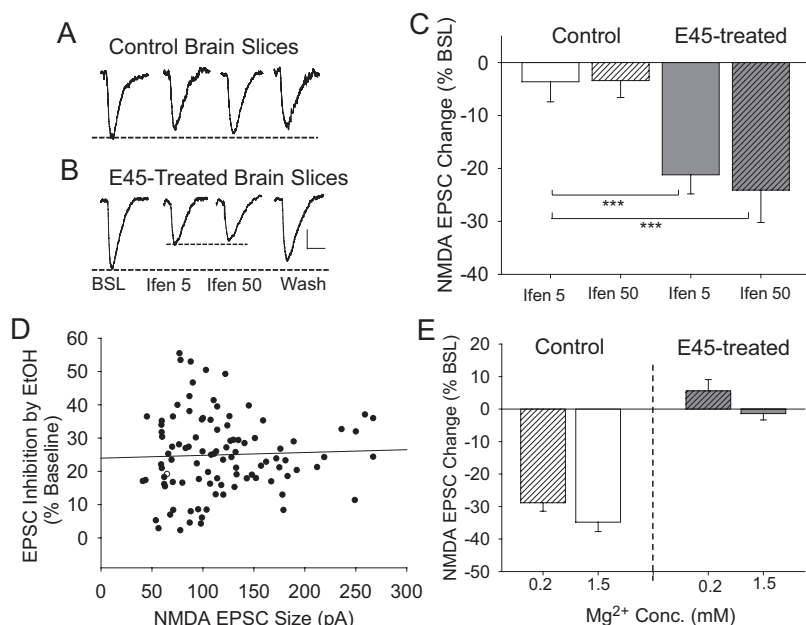 A
Control Brain Slices
B
E45-Treated Brain Slices
BSL Ifen 5 Ifen 50 Wash
C
Control E45-treated
NMDA EPSC Change (% BSL)
0
-10
-20
-30
-40
***
***
Ifen 5 Ifen 50 Ifen 5 Ifen 50
D
EPSC Inhibition by EtOH
(% Baseline)
60
50
40
30
20
10
0
0 50 100 150 200 250 300
NMDA EPSC Size (pA)
E
Control E45-treated
NMDA EPSC Change (% BSL)
20
10
0
-10
-20
-30
-40
-50
0.2 1.5 0.2 1.5
Mg²⁺ Conc. (mM)